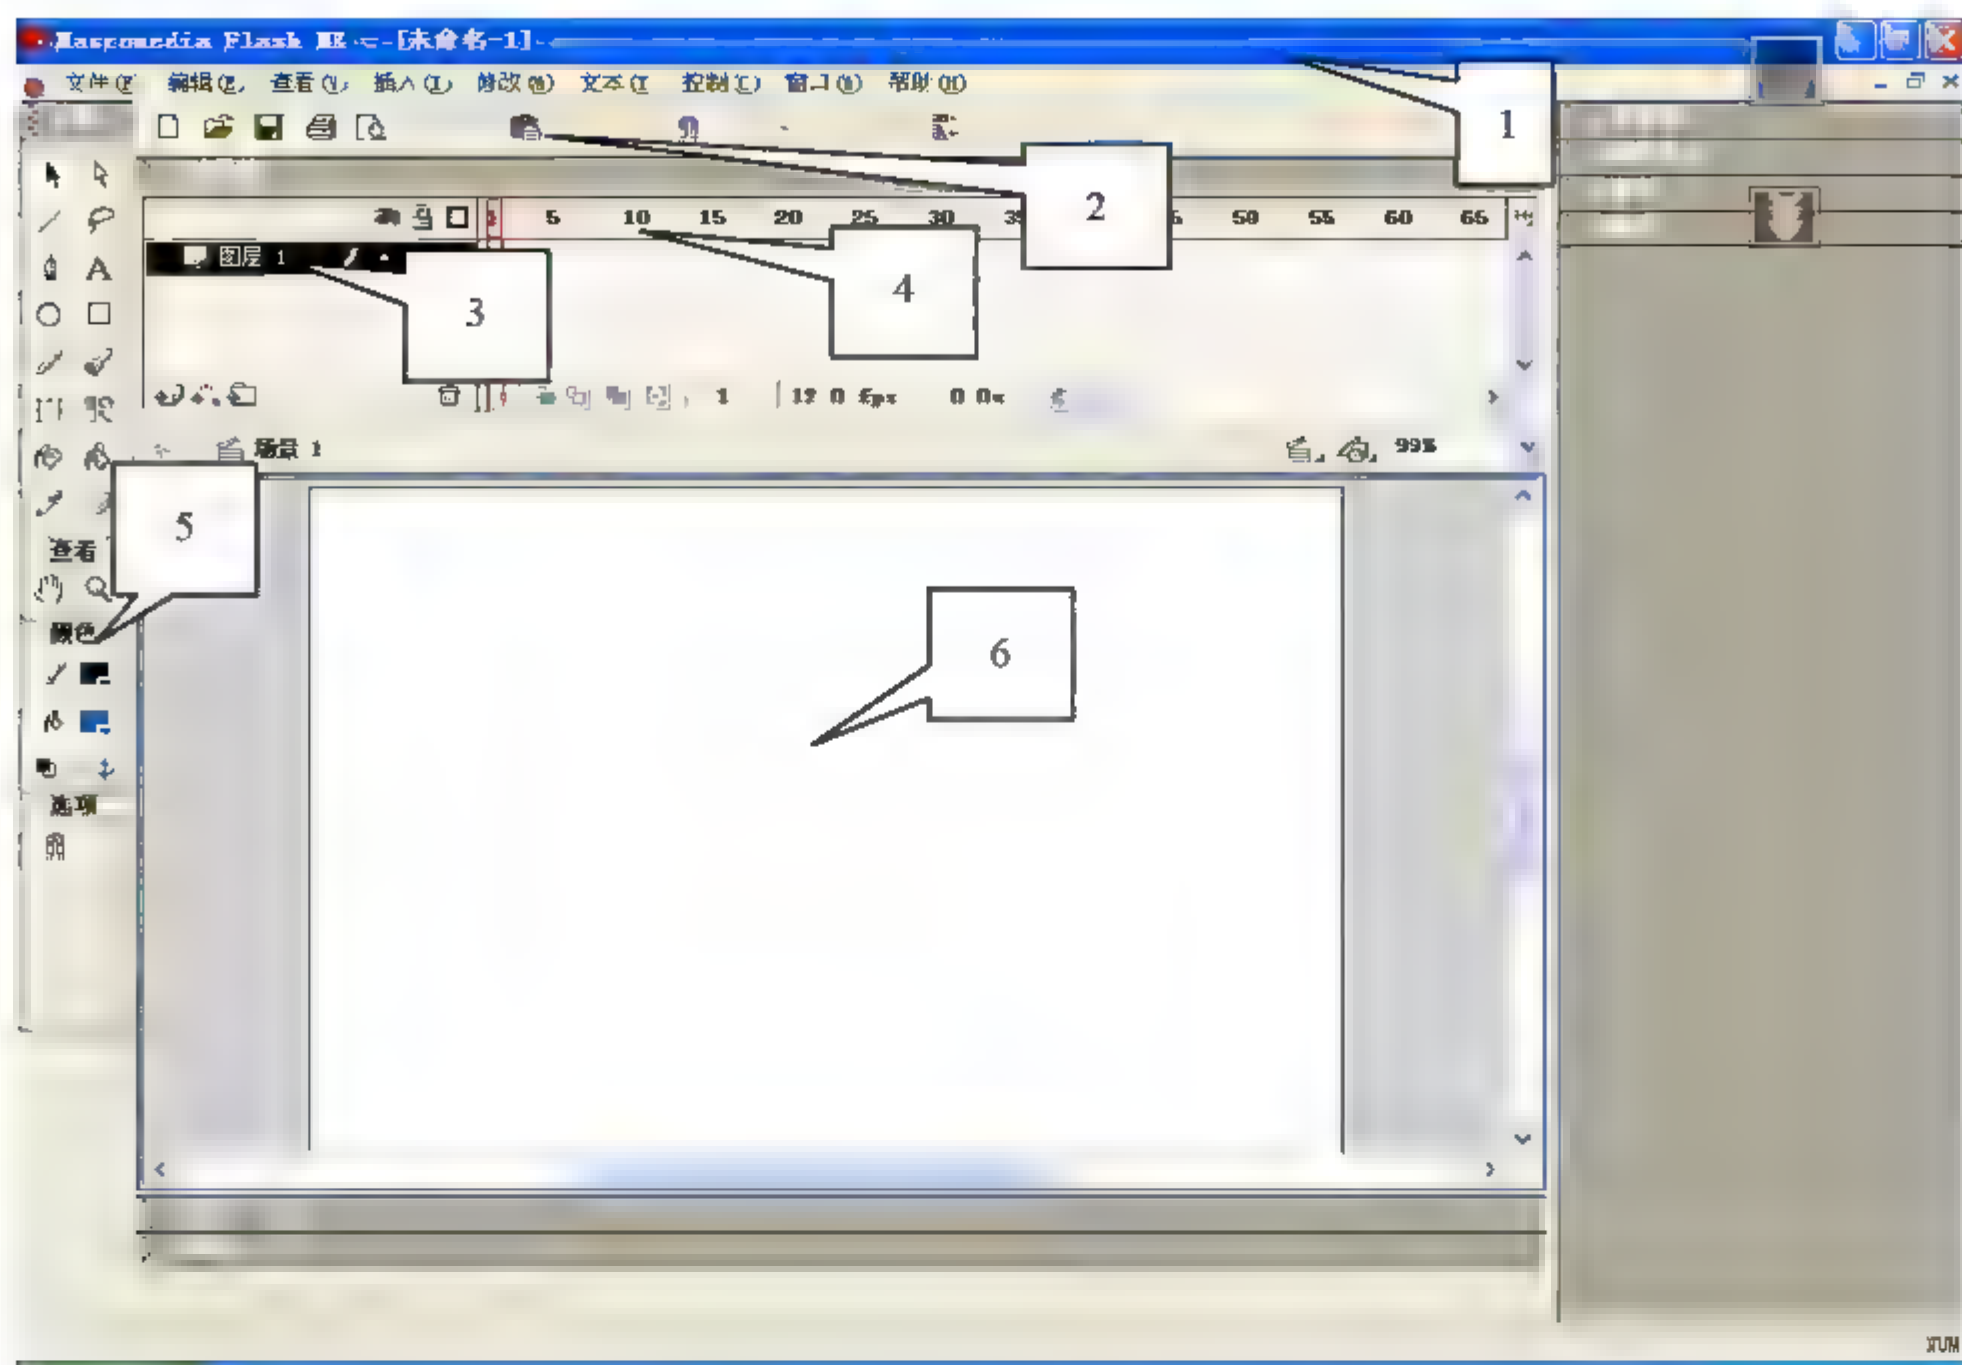 Macromedia Flash MX - [未命名-1]
文件(F 编辑(E) 查看(V) 插入(I) 修改(M) 文本(T 控制(C) 窗口(W) 帮助(H)
1
2
5 10 15 20 25 30 50 55 60 65
图层 1
3
4
1 12 0 fps 0 0s
场景 1 99%
5
查看
6
颜色
选项
NUM